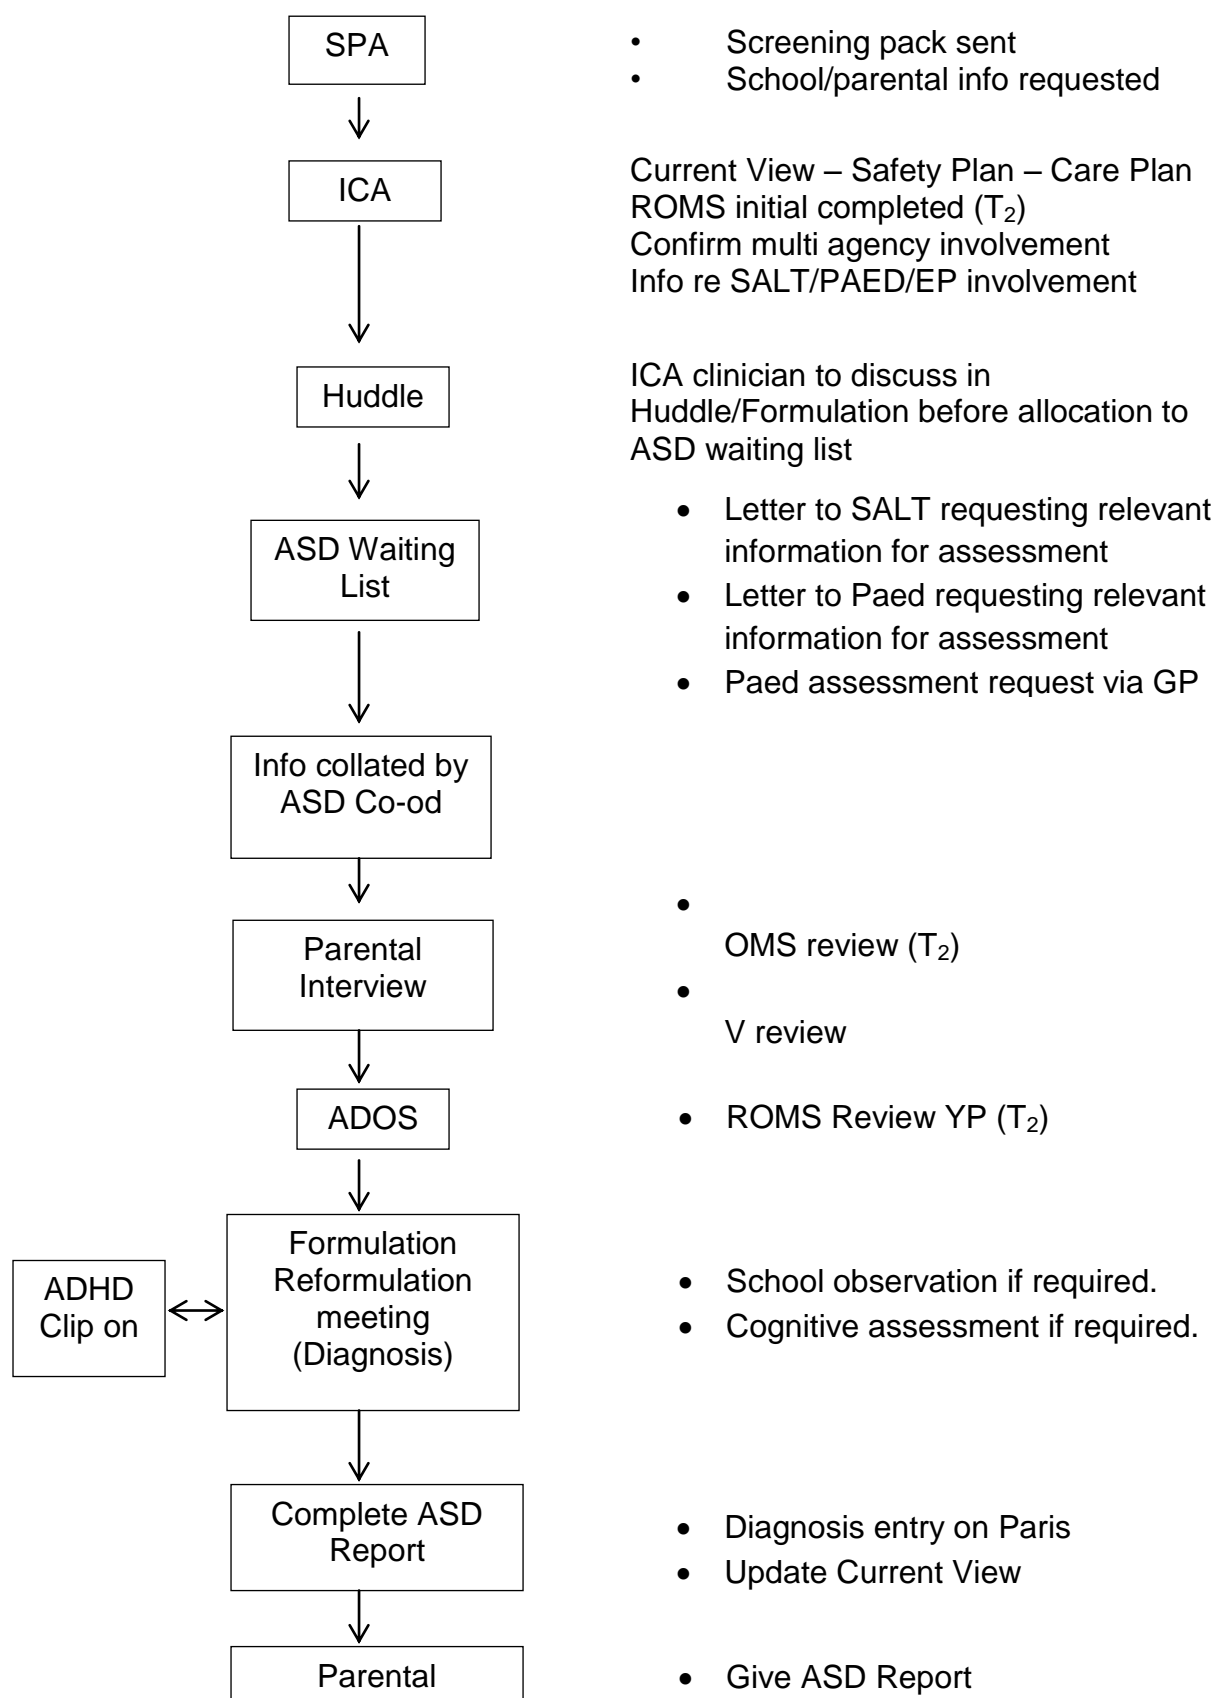 SPA
• Screening pack sent
• School/parental info requested
ICA
Current View – Safety Plan – Care Plan
ROMS initial completed (T₂)
Confirm multi agency involvement
Info re SALT/PAED/EP involvement
Huddle
ICA clinician to discuss in
Huddle/Formulation before allocation to
ASD waiting list
ASD Waiting
List
• Letter to SALT requesting relevant
information for assessment
• Letter to Paed requesting relevant
information for assessment
• Paed assessment request via GP
Info collated by
ASD Co-od
Parental
Interview
•
OMS review (T₂)
•
V review
ADOS
• ROMS Review YP (T₂)
ADHD
Clip on
Formulation
Reformulation
meeting
(Diagnosis)
• School observation if required.
• Cognitive assessment if required.
Complete ASD
Report
• Diagnosis entry on Paris
• Update Current View
Parental
• Give ASD Report